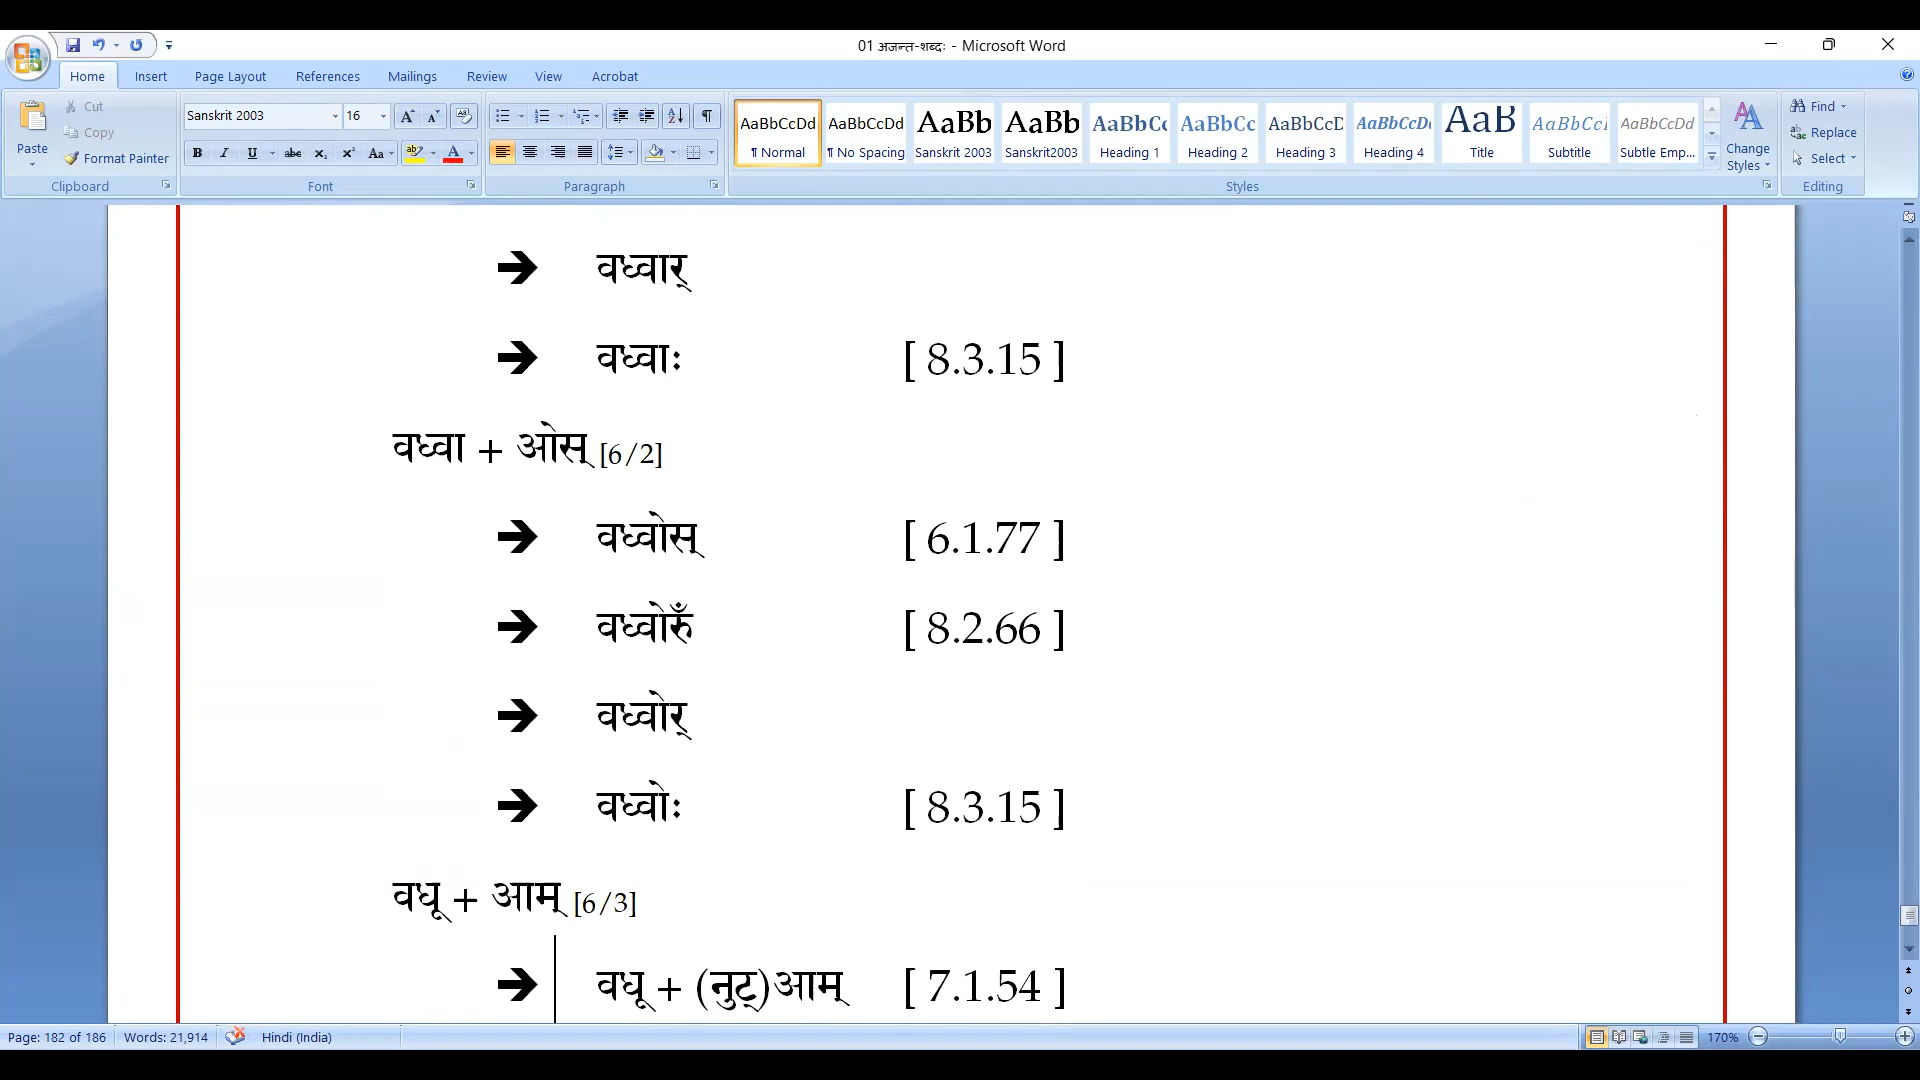 01 अजन्त-शब्दः - Microsoft Word
Home Insert Page Layout References Mailings Review View Acrobat
Paste Cut Copy Format Painter
Clipboard
Sanskrit 2003 16
Font
Paragraph
AaBbCcDd AaBbCcDd AaBb AaBb AaBbCc AaBbCc AaBbCcD AaBbCcDc AaB AaBbCcl AaBbCcDd
¶ Normal ¶ No Spacing Sanskrit 2003 Sanskrit2003 Heading 1 Heading 2 Heading 3 Heading 4 Title Subtitle Subtle Emp...
Styles
Change Styles
Find
Replace
Select
Editing
➔ वध्वार्
➔ वध्वाः [ 8.3.15 ]
वध्वा + ओस् [6/2]
➔ वध्वोस् [ 6.1.77 ]
➔ वध्वोरुँ [ 8.2.66 ]
➔ वध्वोर्
➔ वध्वोः [ 8.3.15 ]
वधू + आम् [6/3]
➔ वधू + (नुट्)आम् [ 7.1.54 ]
Page: 182 of 186 Words: 21,914 Hindi (India) 170%